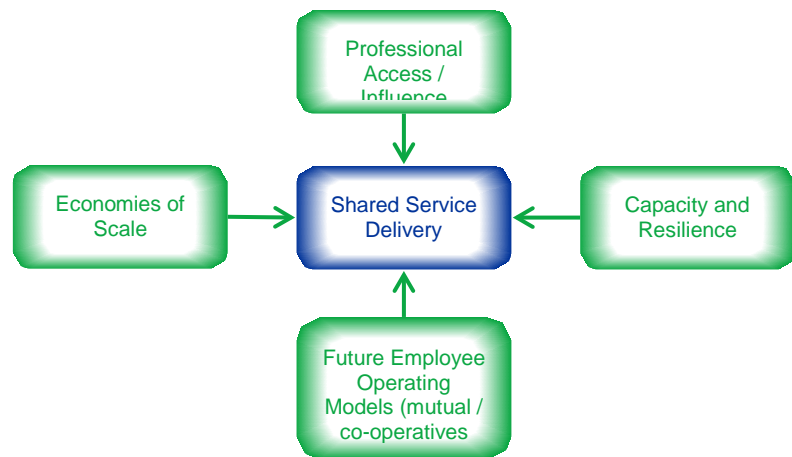 Professional
Access /
Influence
Economies of
Scale
Shared Service
Delivery
Capacity and
Resilience
Future Employee
Operating
Models (mutual /
co-operatives